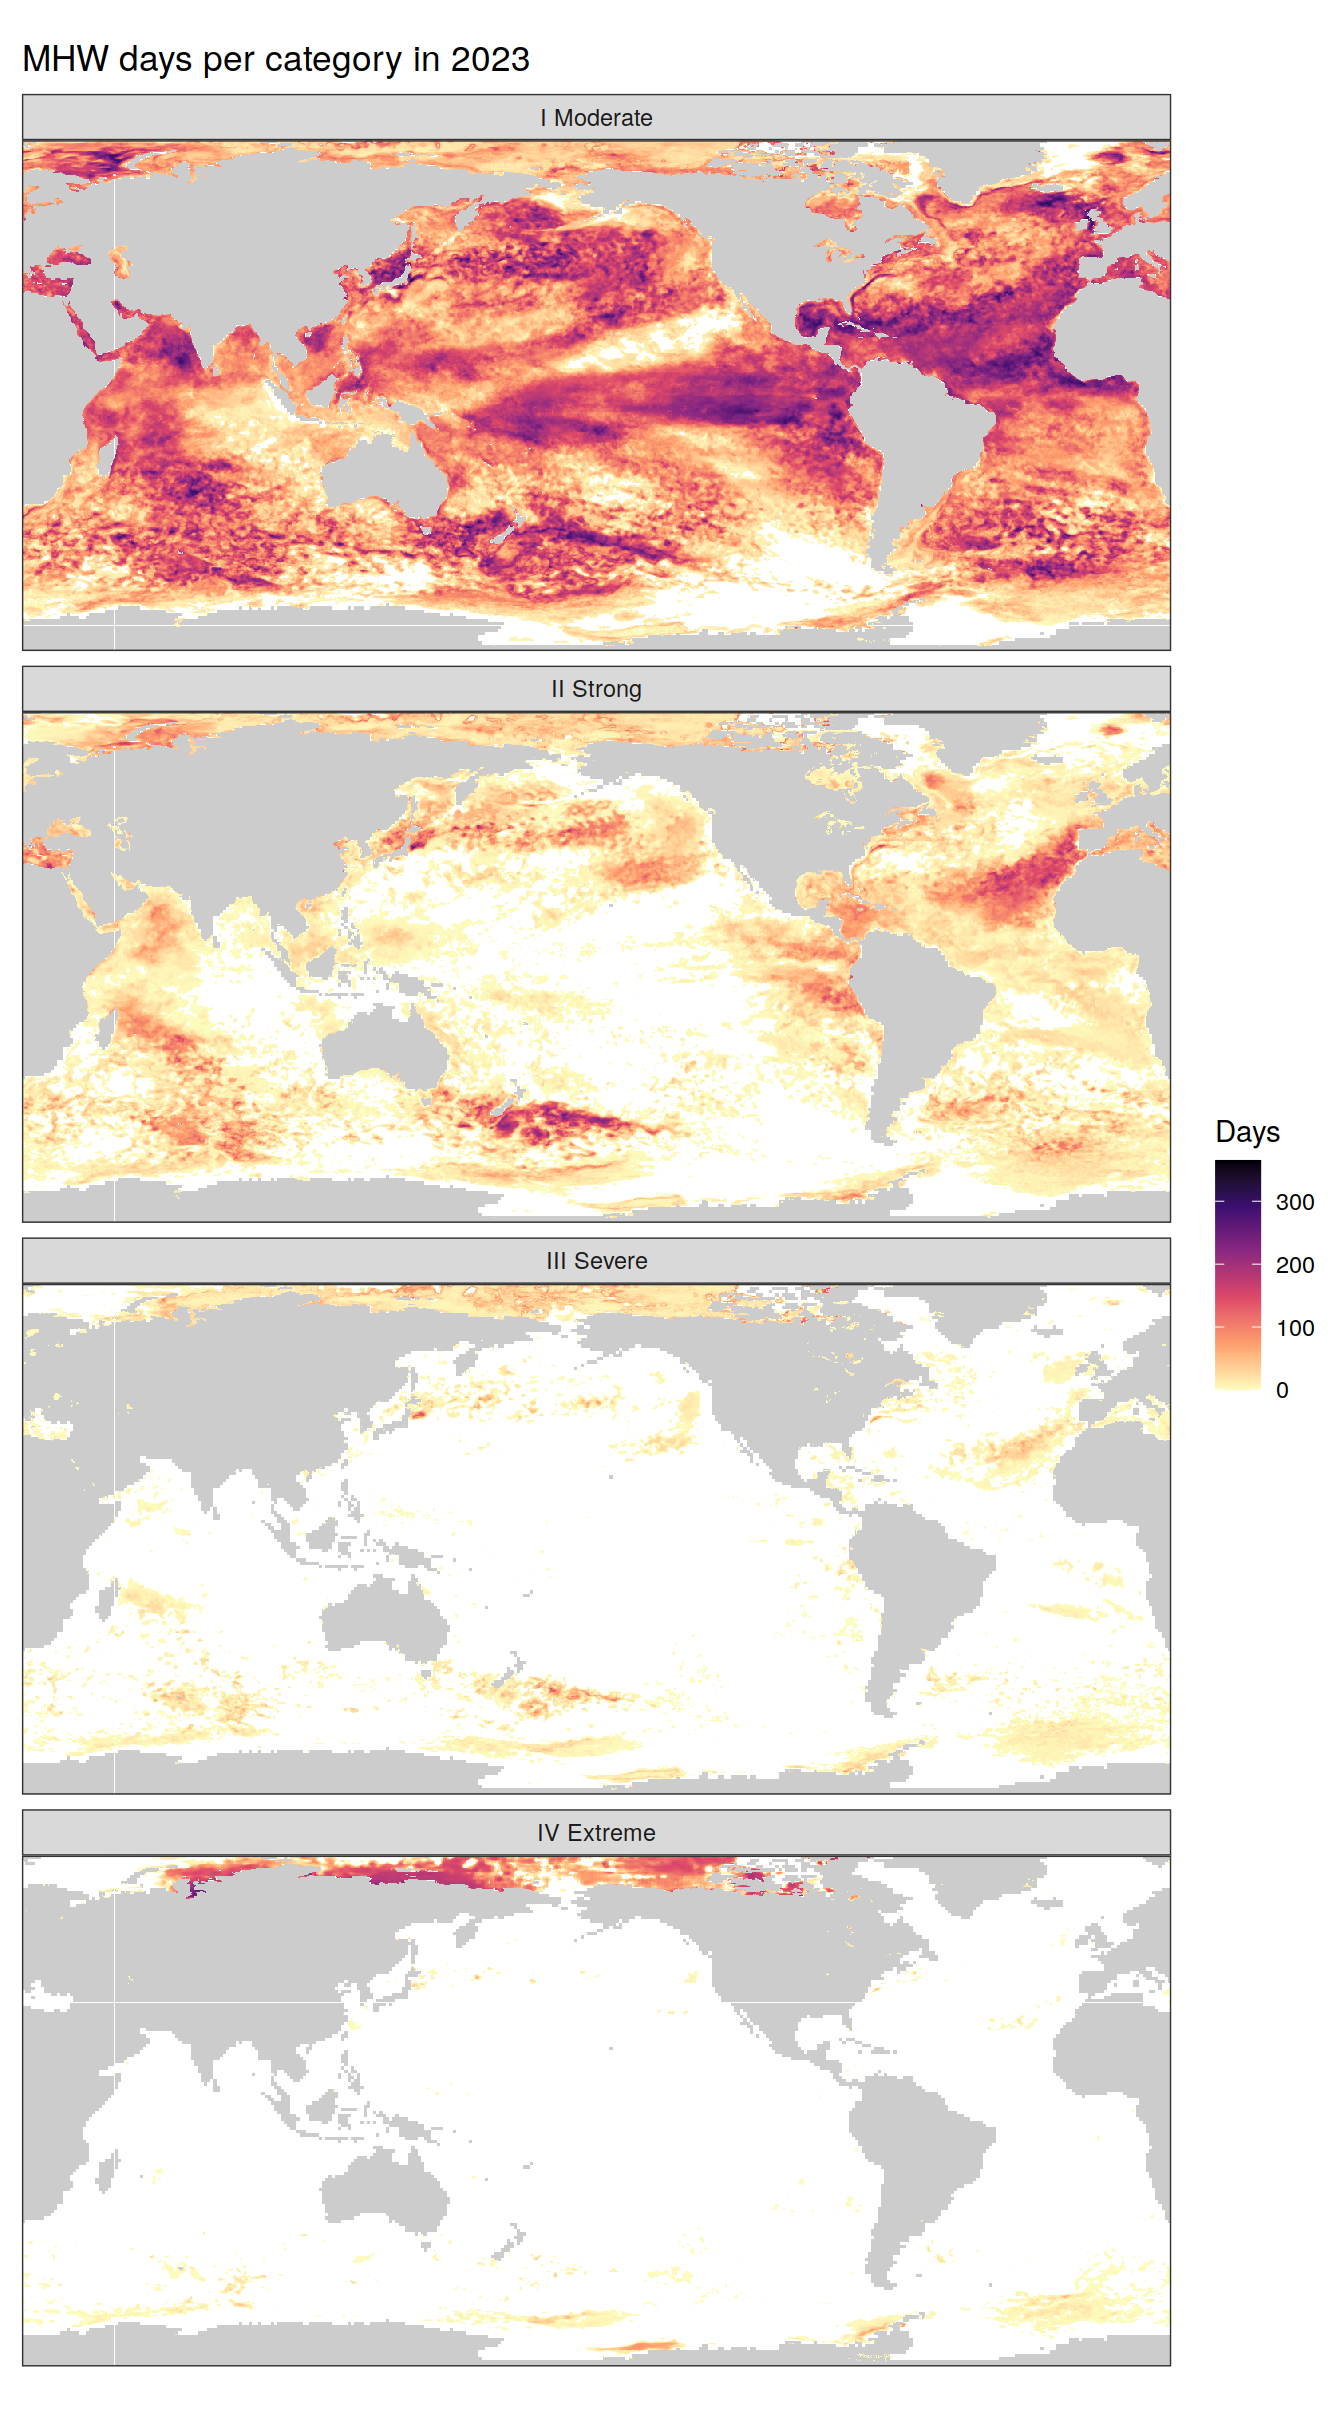 MHW days per category in 2023
I Moderate
II Strong
Days
300
200
100
0
III Severe
IV Extreme